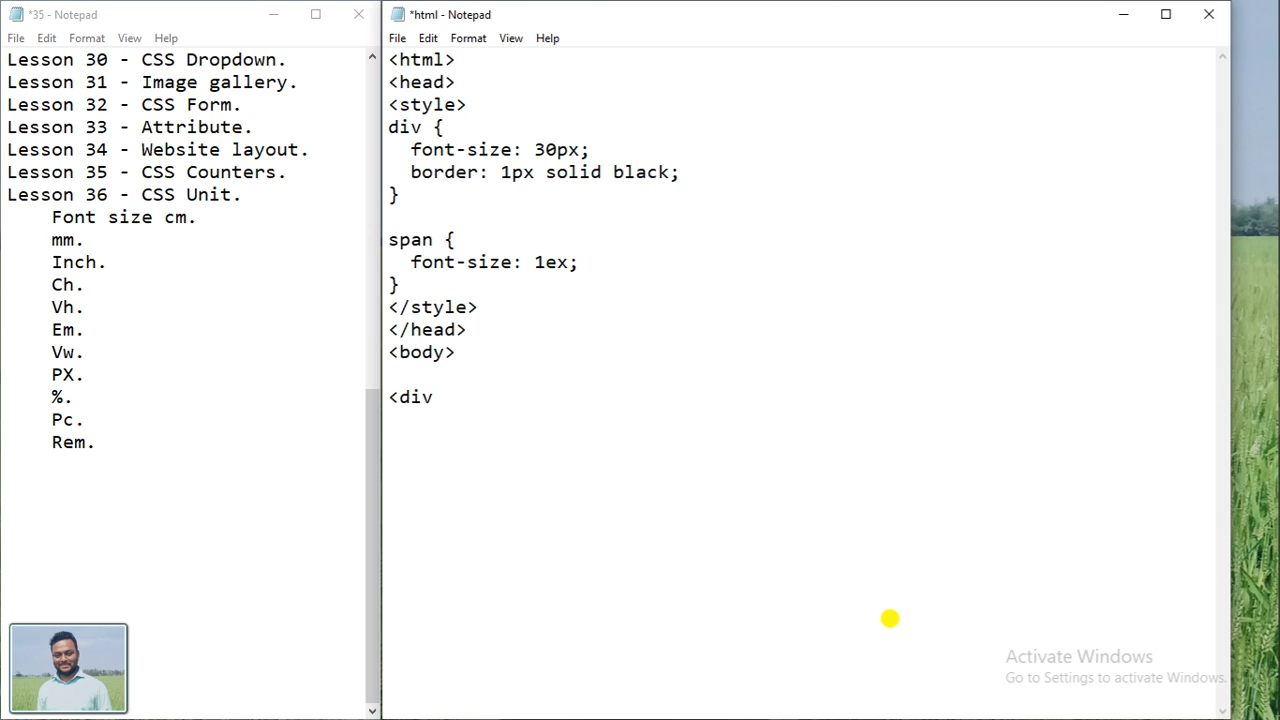 *35 - Notepad
File Edit Format View Help
Lesson 30 - CSS Dropdown.
Lesson 31 - Image gallery.
Lesson 32 - CSS Form.
Lesson 33 - Attribute.
Lesson 34 - Website layout.
Lesson 35 - CSS Counters.
Lesson 36 - CSS Unit.
Font size cm.
mm.
Inch.
Ch.
Vh.
Em.
Vw.
PX.
%.
Pc.
Rem.
*html - Notepad
File Edit Format View Help
<html>
<head>
<style>
div {
font-size: 30px;
border: 1px solid black;
}
span {
font-size: 1ex;
}
</style>
</head>
<body>
<div
Activate Windows
Go to Settings to activate Windows.